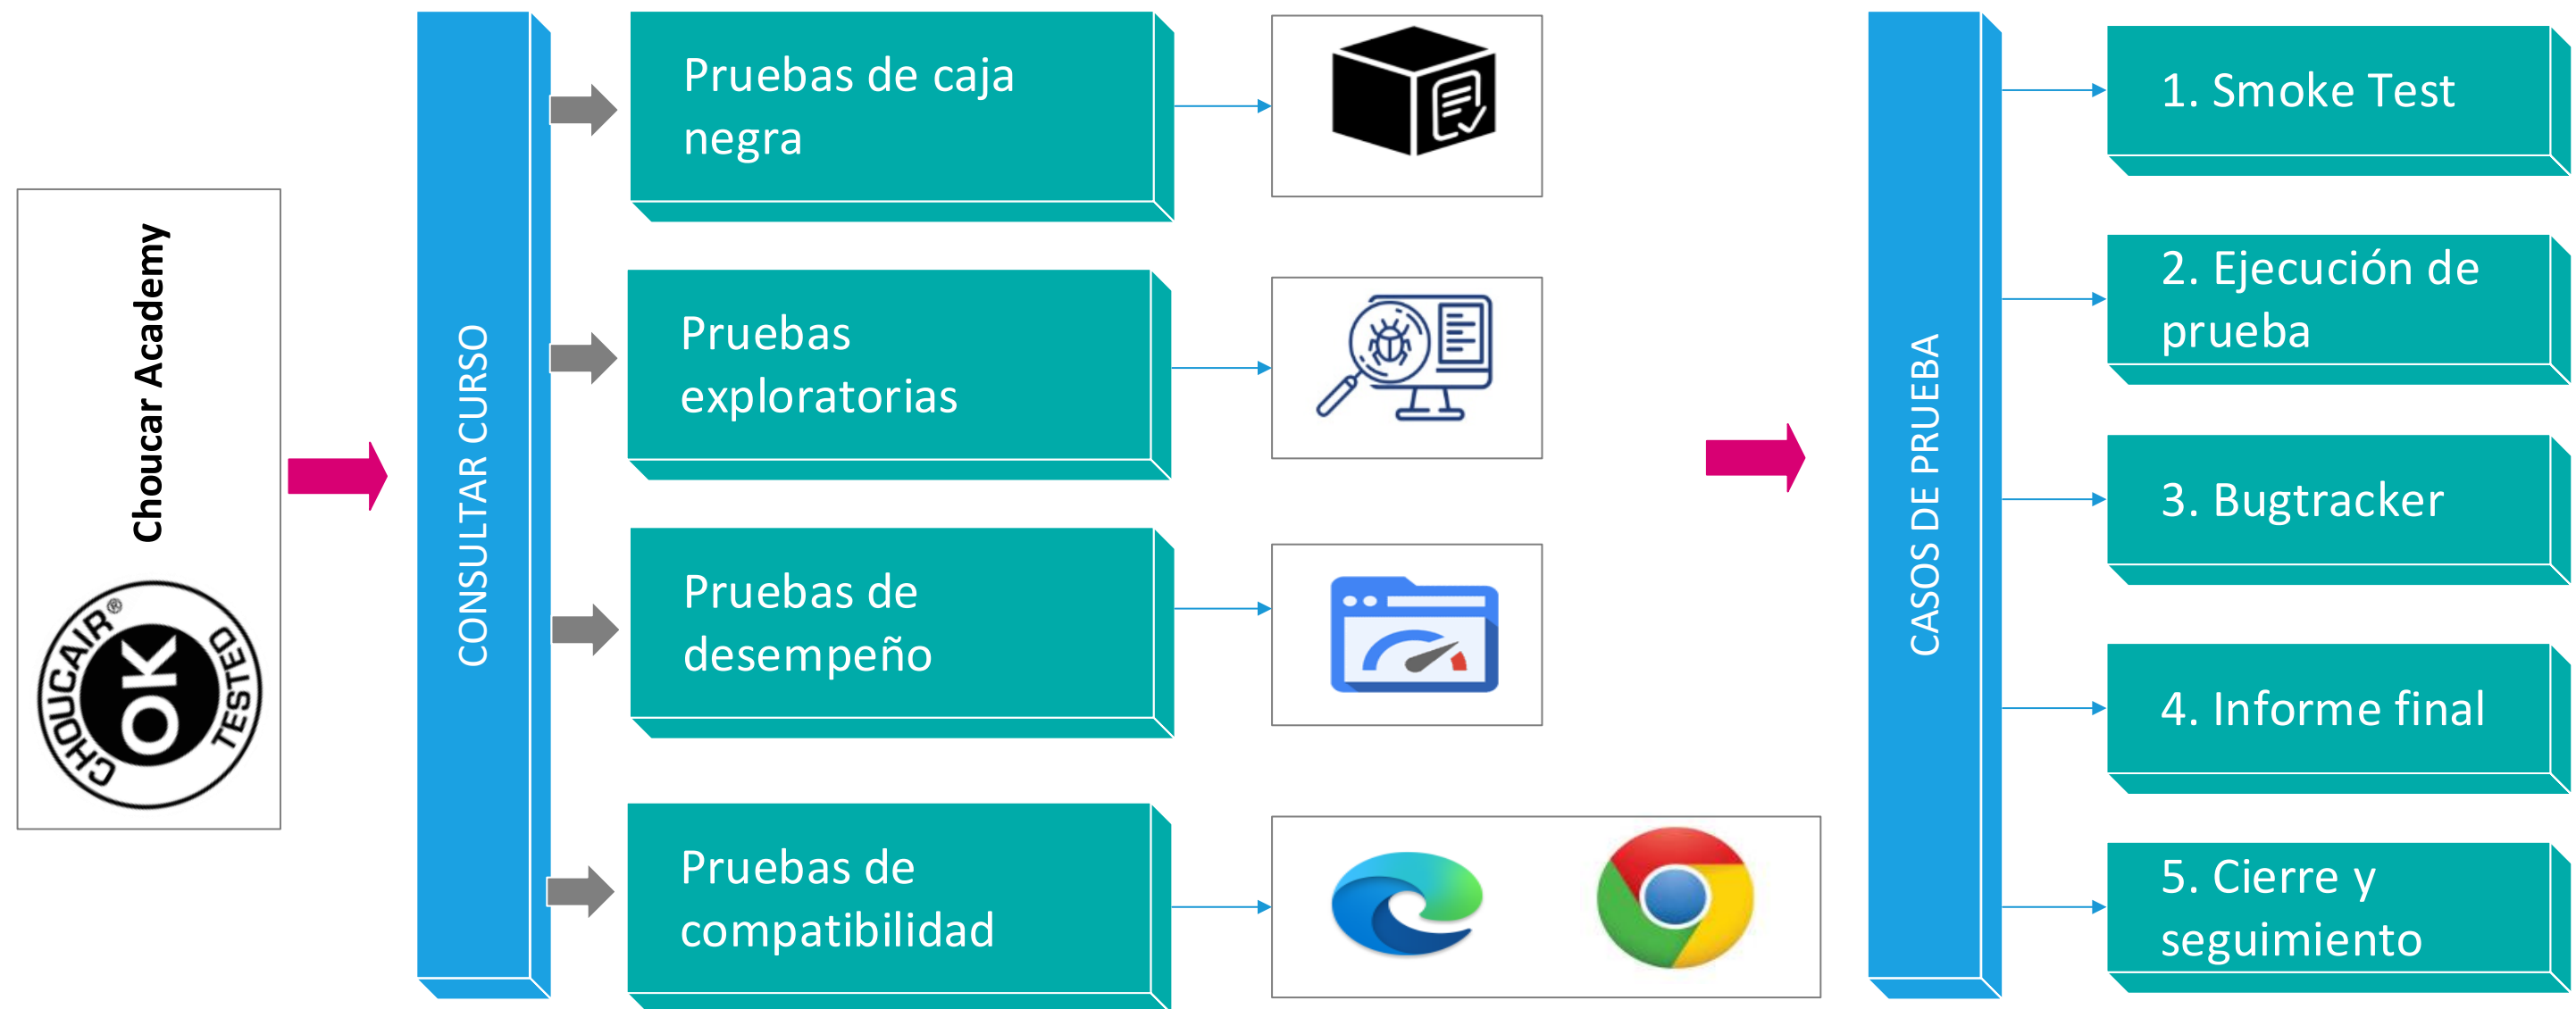 Choucar Academy
CHOUCAIR®
OK
TESTED
CONSULTAR CURSO
Pruebas de caja
negra
Pruebas
exploratorias
Pruebas de
desempeño
Pruebas de
compatibilidad
CASOS DE PRUEBA
1. Smoke Test
2. Ejecución de
prueba
3. Bugtracker
4. Informe final
5. Cierre y
seguimiento